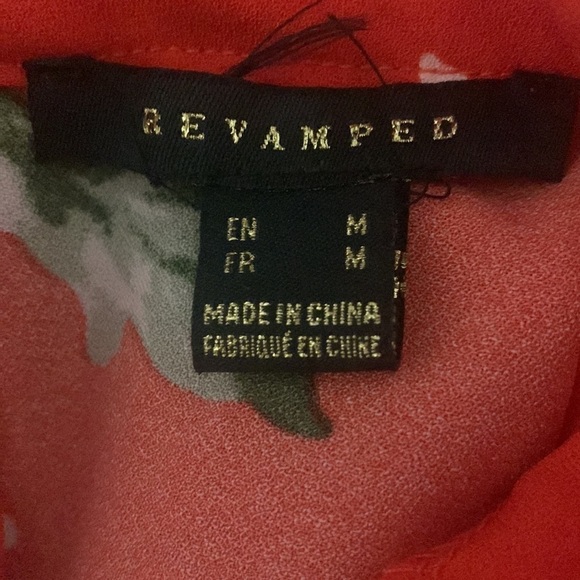 REVAMPED
EN M
FR M
MADE IN CHINA
FABRIQUÉ EN CHINE